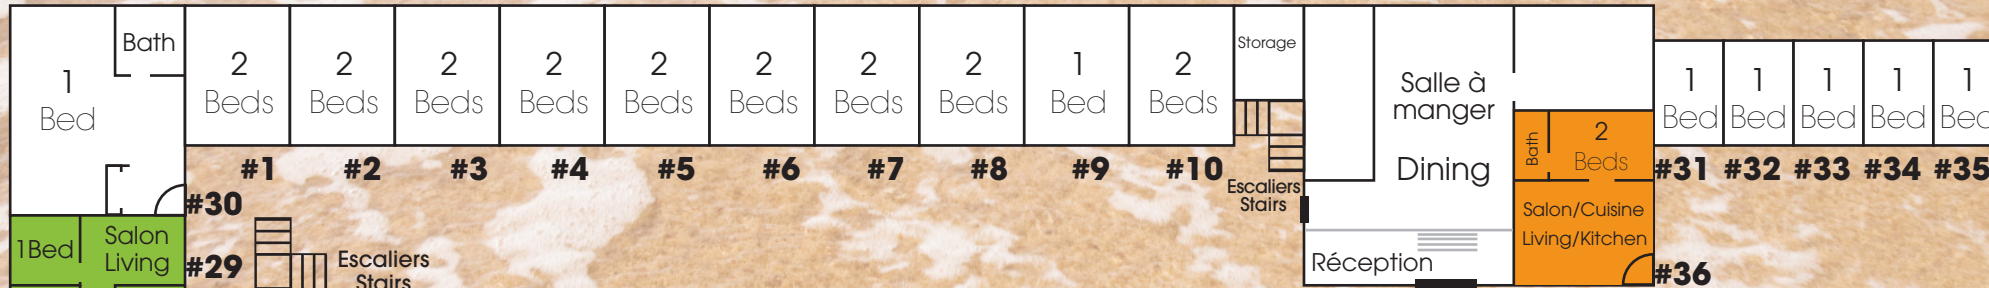 1
Bed
Bath
2
Beds
2
Beds
2
Beds
2
Beds
2
Beds
2
Beds
2
Beds
2
Beds
1
Bed
2
Beds
Storage
Salle à
manger
Dining
Bath
2
Beds
1
Bed
1
Bed
1
Bed
1
Bed
1
Bed
#1
#2
#3
#4
#5
#6
#7
#8
#9
#10
Escaliers
Stairs
#31
#32
#33
#34
#35
#30
1Bed
Salon
Living
#29
Escaliers
Stairs
Réception
Salon/Cuisine
Living/Kitchen
#36